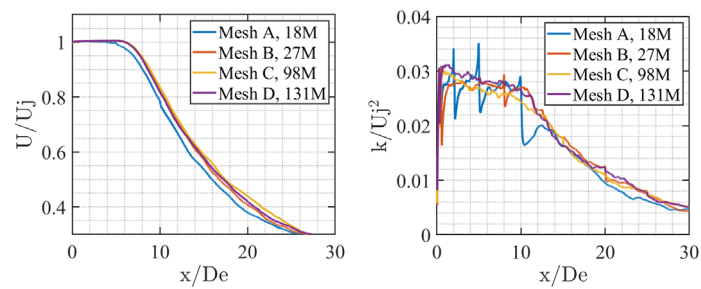 1
0.8
0.6
0.4
U/Uj
0 10 20 30
x/De
Mesh A, 18M
Mesh B, 27M
Mesh C, 98M
Mesh D, 131M
0.04
0.03
0.02
0.01
0
k/Uj²
0 10 20 30
x/De
Mesh A, 18M
Mesh B, 27M
Mesh C, 98M
Mesh D, 131M